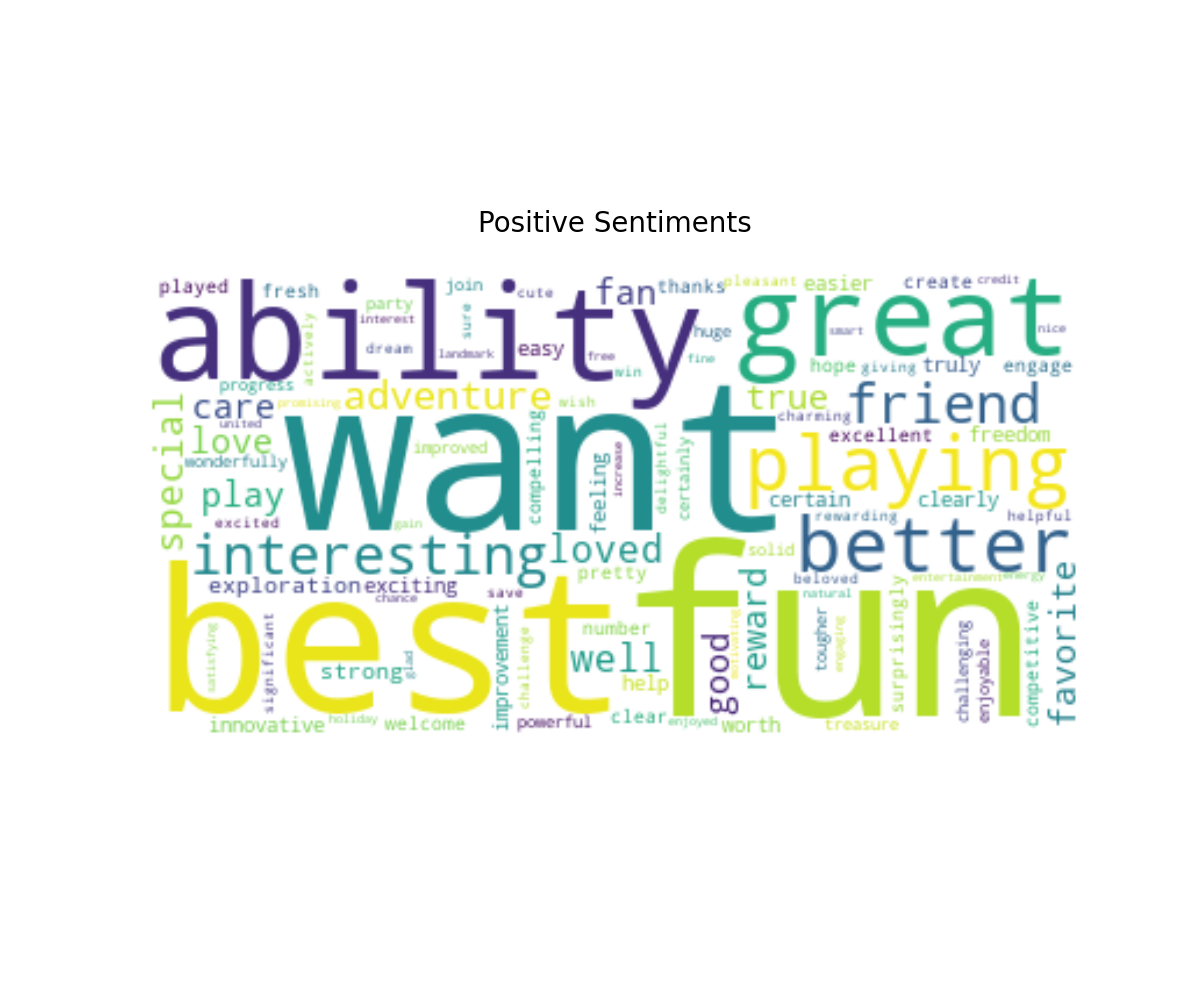 Positive Sentiments
played
ability
fresh
join
cute
fan
thanks
pleasant
easier
create
credit
great
party
interest
sure
actively
dream
landmark
easy
free
huge
smart
nice
win
fine
hope
giving
truly
engage
progress
care
promising
adventure
wish
true
charming
friend
united
special
love
want
improved
compelling
feeling
increase
delightful
certainly
excellent
freedom
wonderfully
playing
play
certain
clearly
excited
gain
rewarding
helpful
interesting
loved
solid
better
exploration
exciting
chance
save
pretty
beloved
natural
entertainment
energy
best
fun
satisfying
significant
strong
glad
improvement
challenge
number
well
help
good
motivating
reward
tougher
engaging
surprisingly
challenging
enjoyable
competitive
favorite
innovative
holiday
welcome
powerful
clear
enjoyed
worth
treasure